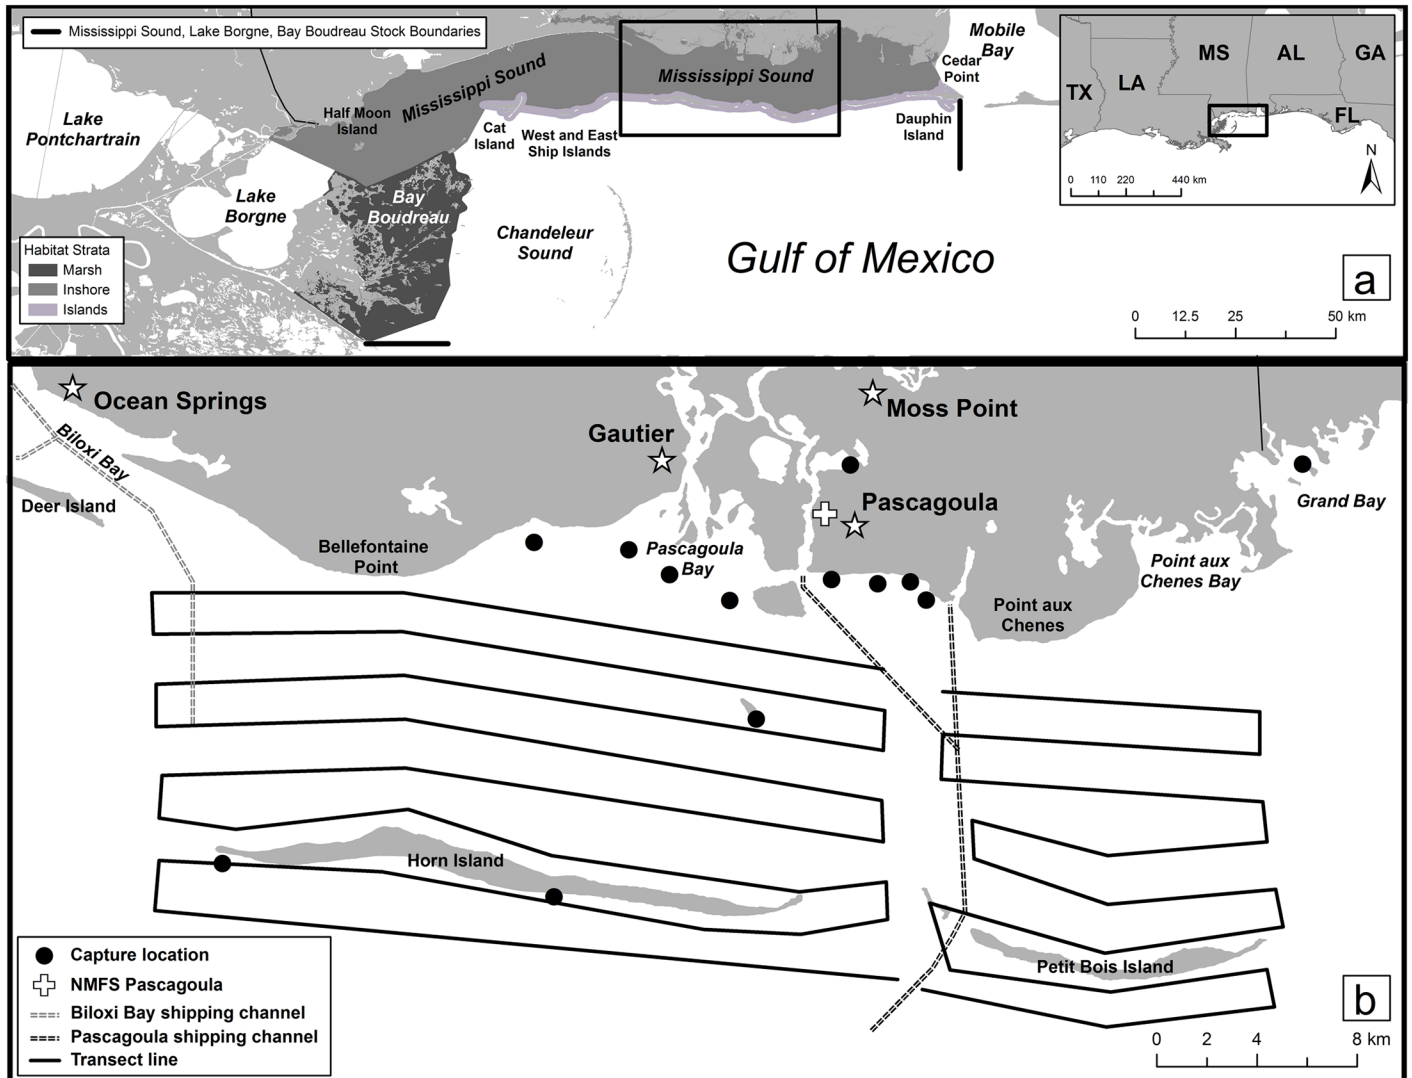 Mississippi Sound, Lake Borgne, Bay Boudreau Stock Boundaries
Mobile
Bay
Cedar
Point
Mississippi Sound
Mississippi Sound
Half Moon
Island
Lake
Pontchartrain
Cat
Island
West and East
Ship Islands
Dauphin
Island
Lake
Borgne
Bay
Boudreau
Chandeleur
Sound
Gulf of Mexico
Habitat Strata
Marsh
Inshore
Islands
TX
LA
MS
AL
GA
FL
N
0 110 220 440 km
a
0 12.5 25 50 km
Ocean Springs
Moss Point
Gautier
Biloxi Bay
Deer Island
Pascagoula
Grand Bay
Bellefontaine
Point
Pascagoula
Bay
Point aux
Chenes Bay
Point aux
Chenes
Horn Island
Petit Bois Island
Capture location
NMFS Pascagoula
Biloxi Bay shipping channel
Pascagoula shipping channel
Transect line
b
0 2 4 8 km